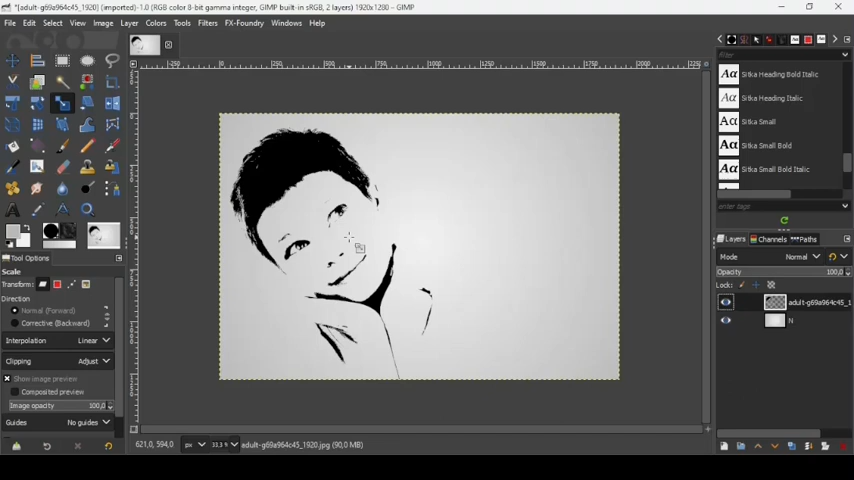 *[adult-g69a964c45_1920] (imported)-1.0 (RGB color 8-bit gamma integer, GIMP built-in sRGB, 2 layers) 1920x1280 – GIMP
File Edit Select View Image Layer Colors Tools Filters FX-Foundry Windows Help
filter
Sitka Heading Bold Italic
Sitka Heading Italic
Sitka Small
Sitka Small Bold
Sitka Small Bold Italic
enter tags
Layers Channels Paths
Mode Normal
Opacity 100,0
Lock:
adult-g69a964c45_1
N
Tool Options
Scale
Transform:
Direction
Normal (Forward)
Corrective (Backward)
Interpolation Linear
Clipping Adjust
Show image preview
Composited preview
Image opacity 100,0
Guides No guides
621,0, 594,0 px 33,3 % adult-g69a964c45_1920.jpg (90,0 MB)